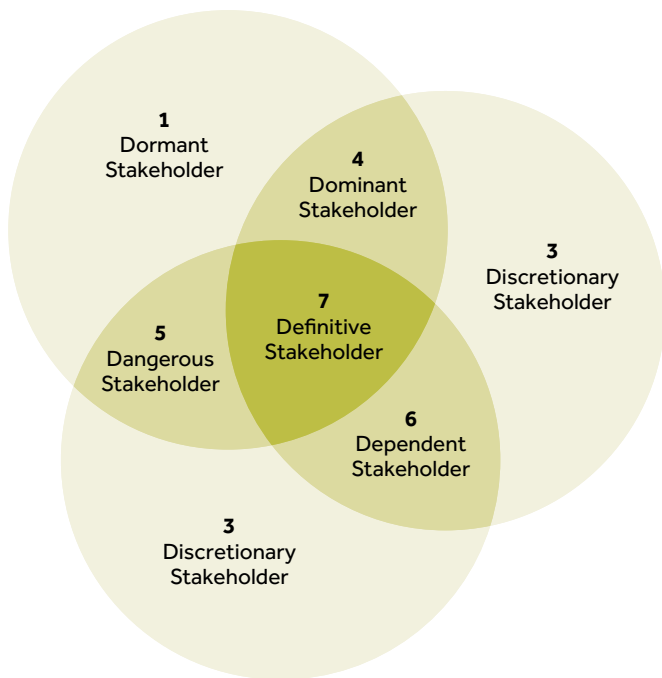 1
Dormant
Stakeholder
4
Dominant
Stakeholder
3
Discretionary
Stakeholder
7
Definitive
Stakeholder
5
Dangerous
Stakeholder
6
Dependent
Stakeholder
3
Discretionary
Stakeholder